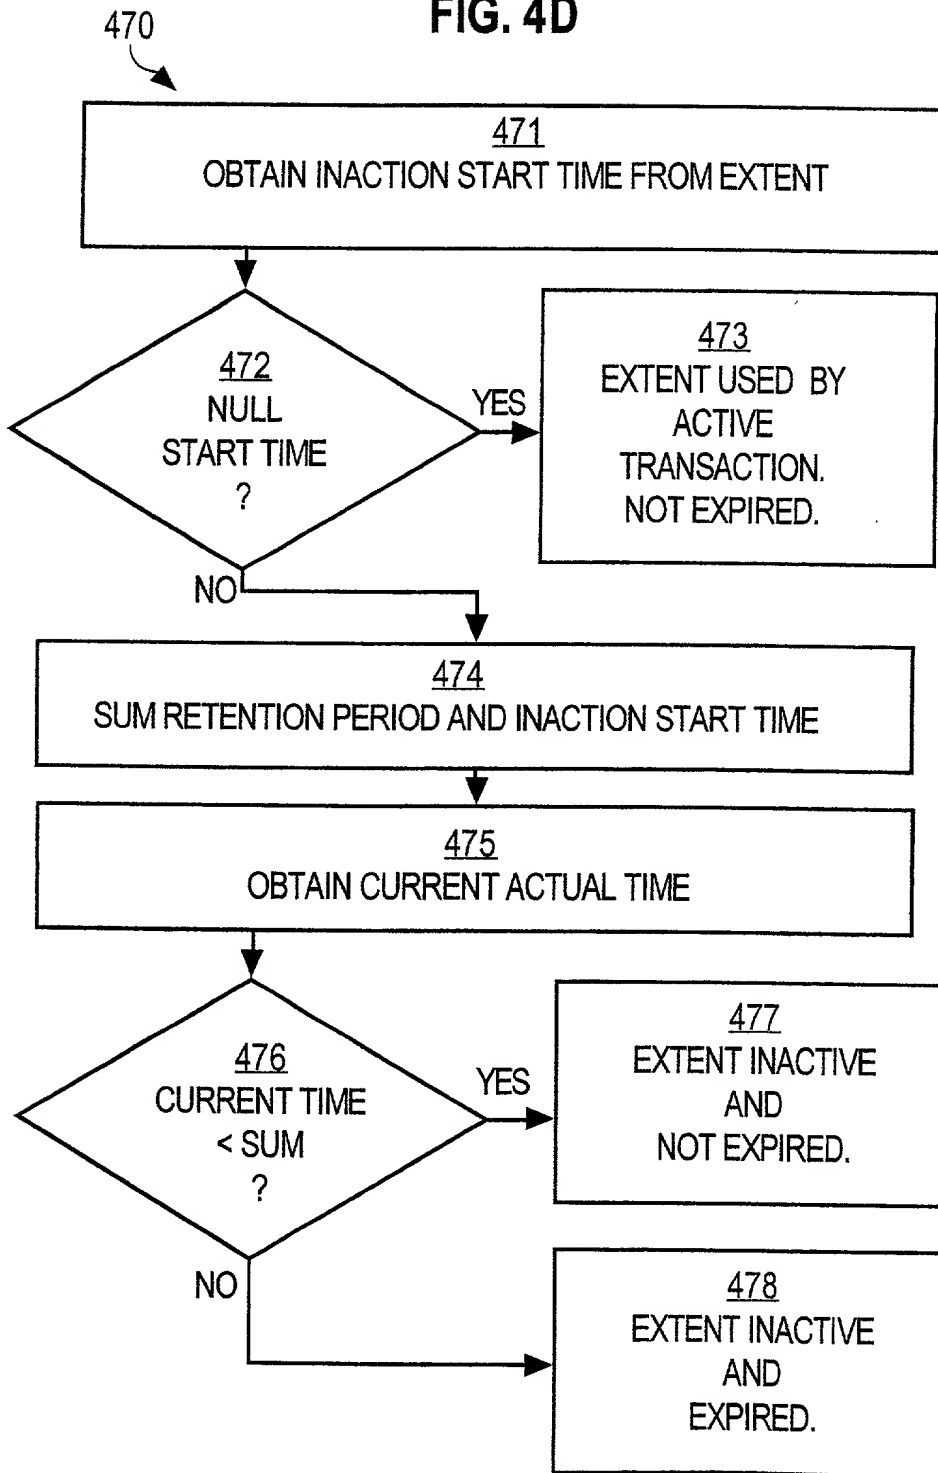 FIG. 4D
470
471
OBTAIN INACTION START TIME FROM EXTENT
472
NULL
START TIME
?
YES
473
EXTENT USED BY
ACTIVE
TRANSACTION.
NOT EXPIRED.
NO
474
SUM RETENTION PERIOD AND INACTION START TIME
475
OBTAIN CURRENT ACTUAL TIME
476
CURRENT TIME
< SUM
?
YES
477
EXTENT INACTIVE
AND
NOT EXPIRED.
NO
478
EXTENT INACTIVE
AND
EXPIRED.